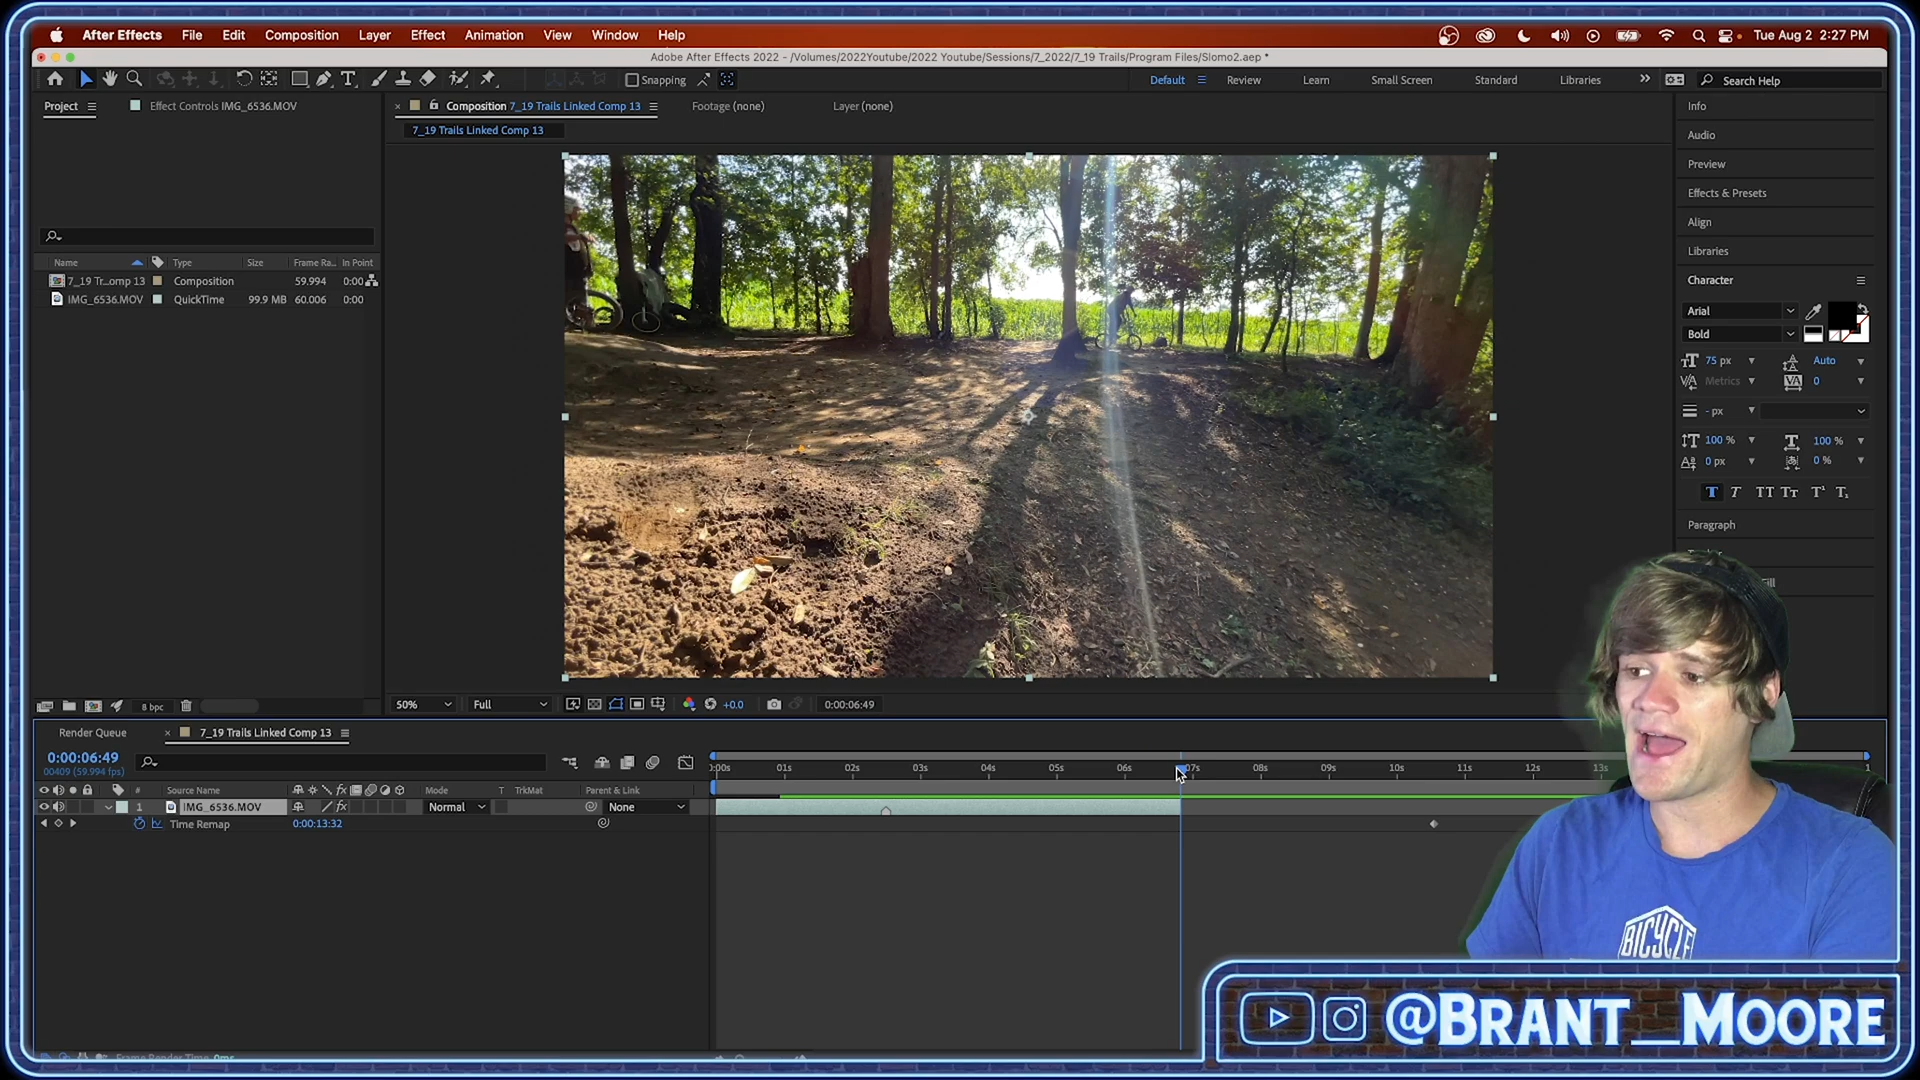 After Effects File Edit Composition Layer Effect Animation View Window Help Tue Aug 2 2:27 PM
Adobe After Effects 2022 - /Volumes/2022Youtube/2022 Youtube/Sessions/7_2022/7_19 Trails/Program Files/Slomo2.aep *
Snapping Default Review Learn Small Screen Standard Libraries Search Help
Project Effect Controls IMG_6536.MOV Composition 7_19 Trails Linked Comp 13 Footage (none) Layer (none) Info
7_19 Trails Linked Comp 13
Audio
Preview
Effects & Presets
Align
Libraries
Name Type Size Frame Ra... In Point
7_19 Tr...omp 13 Composition 59.994 0:00
IMG_6536.MOV QuickTime 99.9 MB 60.006 0:00
Character
Arial
Bold
75 px Auto
Metrics 0
- px
100 % 100 %
0 px 0 %
Paragraph
8 bpc 50% Full +0.0 0:00:06:49
Render Queue 7_19 Trails Linked Comp 13
0:00:06:49
00409 (59.994 fps)
:00s 01s 02s 03s 04s 05s 06s 07s 08s 09s 10s 11s 12s 13s 1
# Source Name Mode T TrkMat Parent & Link
1 IMG_6536.MOV Normal None
Time Remap 0:00:13:32
Frame Render Time 0ms
BICYCLE
@BRANT_MOORE